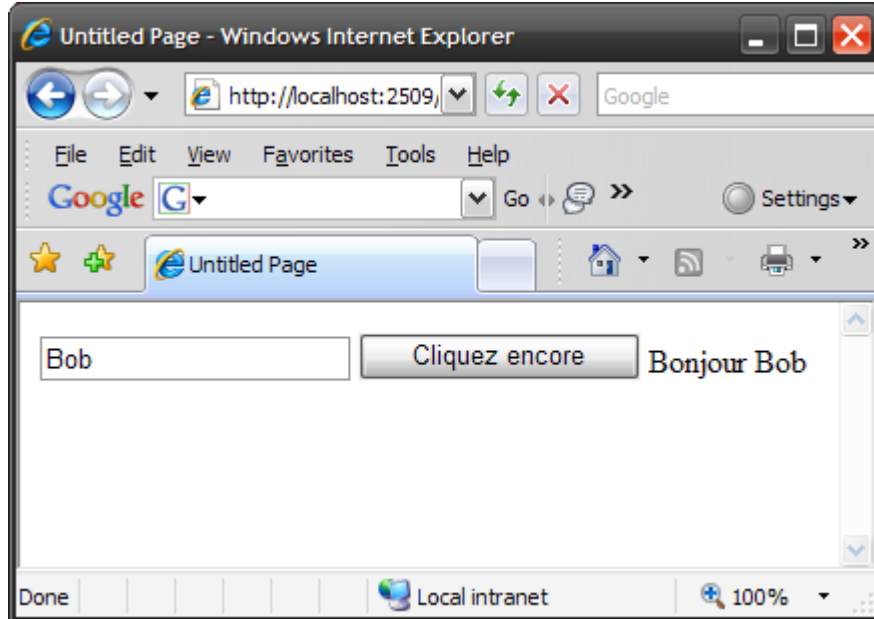 Untitled Page - Windows Internet Explorer
http://localhost:2509/
Google
File Edit View Favorites Tools Help
Google G Go Settings
Untitled Page
Bob Cliquez encore Bonjour Bob
Done Local intranet 100%